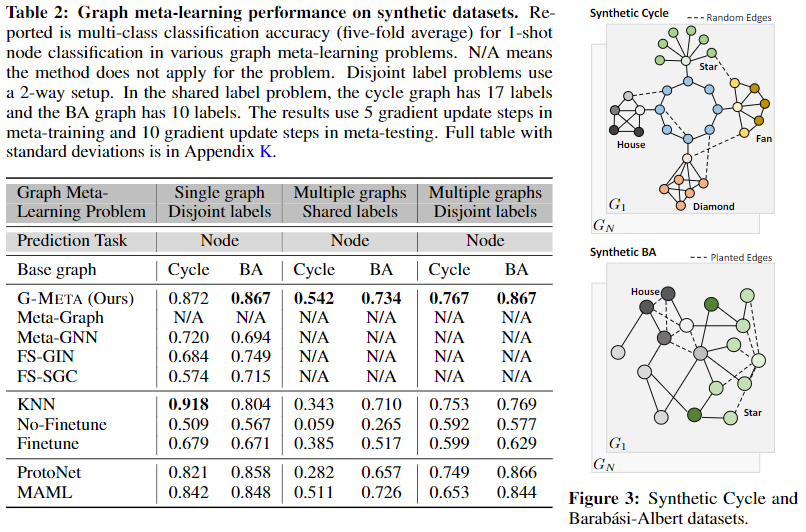 Table 2: Graph meta-learning performance on synthetic datasets. Re-
ported is multi-class classification accuracy (five-fold average) for 1-shot
node classification in various graph meta-learning problems. N/A means
the method does not apply for the problem. Disjoint label problems use
a 2-way setup. In the shared label problem, the cycle graph has 17 labels
and the BA graph has 10 labels. The results use 5 gradient update steps in
meta-training and 10 gradient update steps in meta-testing. Full table with
standard deviations is in Appendix K.
Graph Meta- Single graph Multiple graphs Multiple graphs
Learning Problem Disjoint labels Shared labels Disjoint labels
Prediction Task Node Node Node
Base graph Cycle BA Cycle BA Cycle BA
G-META (Ours) 0.872 0.867 0.542 0.734 0.767 0.867
Meta-Graph N/A N/A N/A N/A N/A N/A
Meta-GNN 0.720 0.694 N/A N/A N/A N/A
FS-GIN 0.684 0.749 N/A N/A N/A N/A
FS-SGC 0.574 0.715 N/A N/A N/A N/A
KNN 0.918 0.804 0.343 0.710 0.753 0.769
No-Finetune 0.509 0.567 0.059 0.265 0.592 0.577
Finetune 0.679 0.671 0.385 0.517 0.599 0.629
ProtoNet 0.821 0.858 0.282 0.657 0.749 0.866
MAML 0.842 0.848 0.511 0.726 0.653 0.844
Synthetic Cycle
Random Edges
Star
House
Fan
Diamond
G1
GN
Synthetic BA
Planted Edges
House
Star
G1
GN
Figure 3: Synthetic Cycle and
Barabási-Albert datasets.